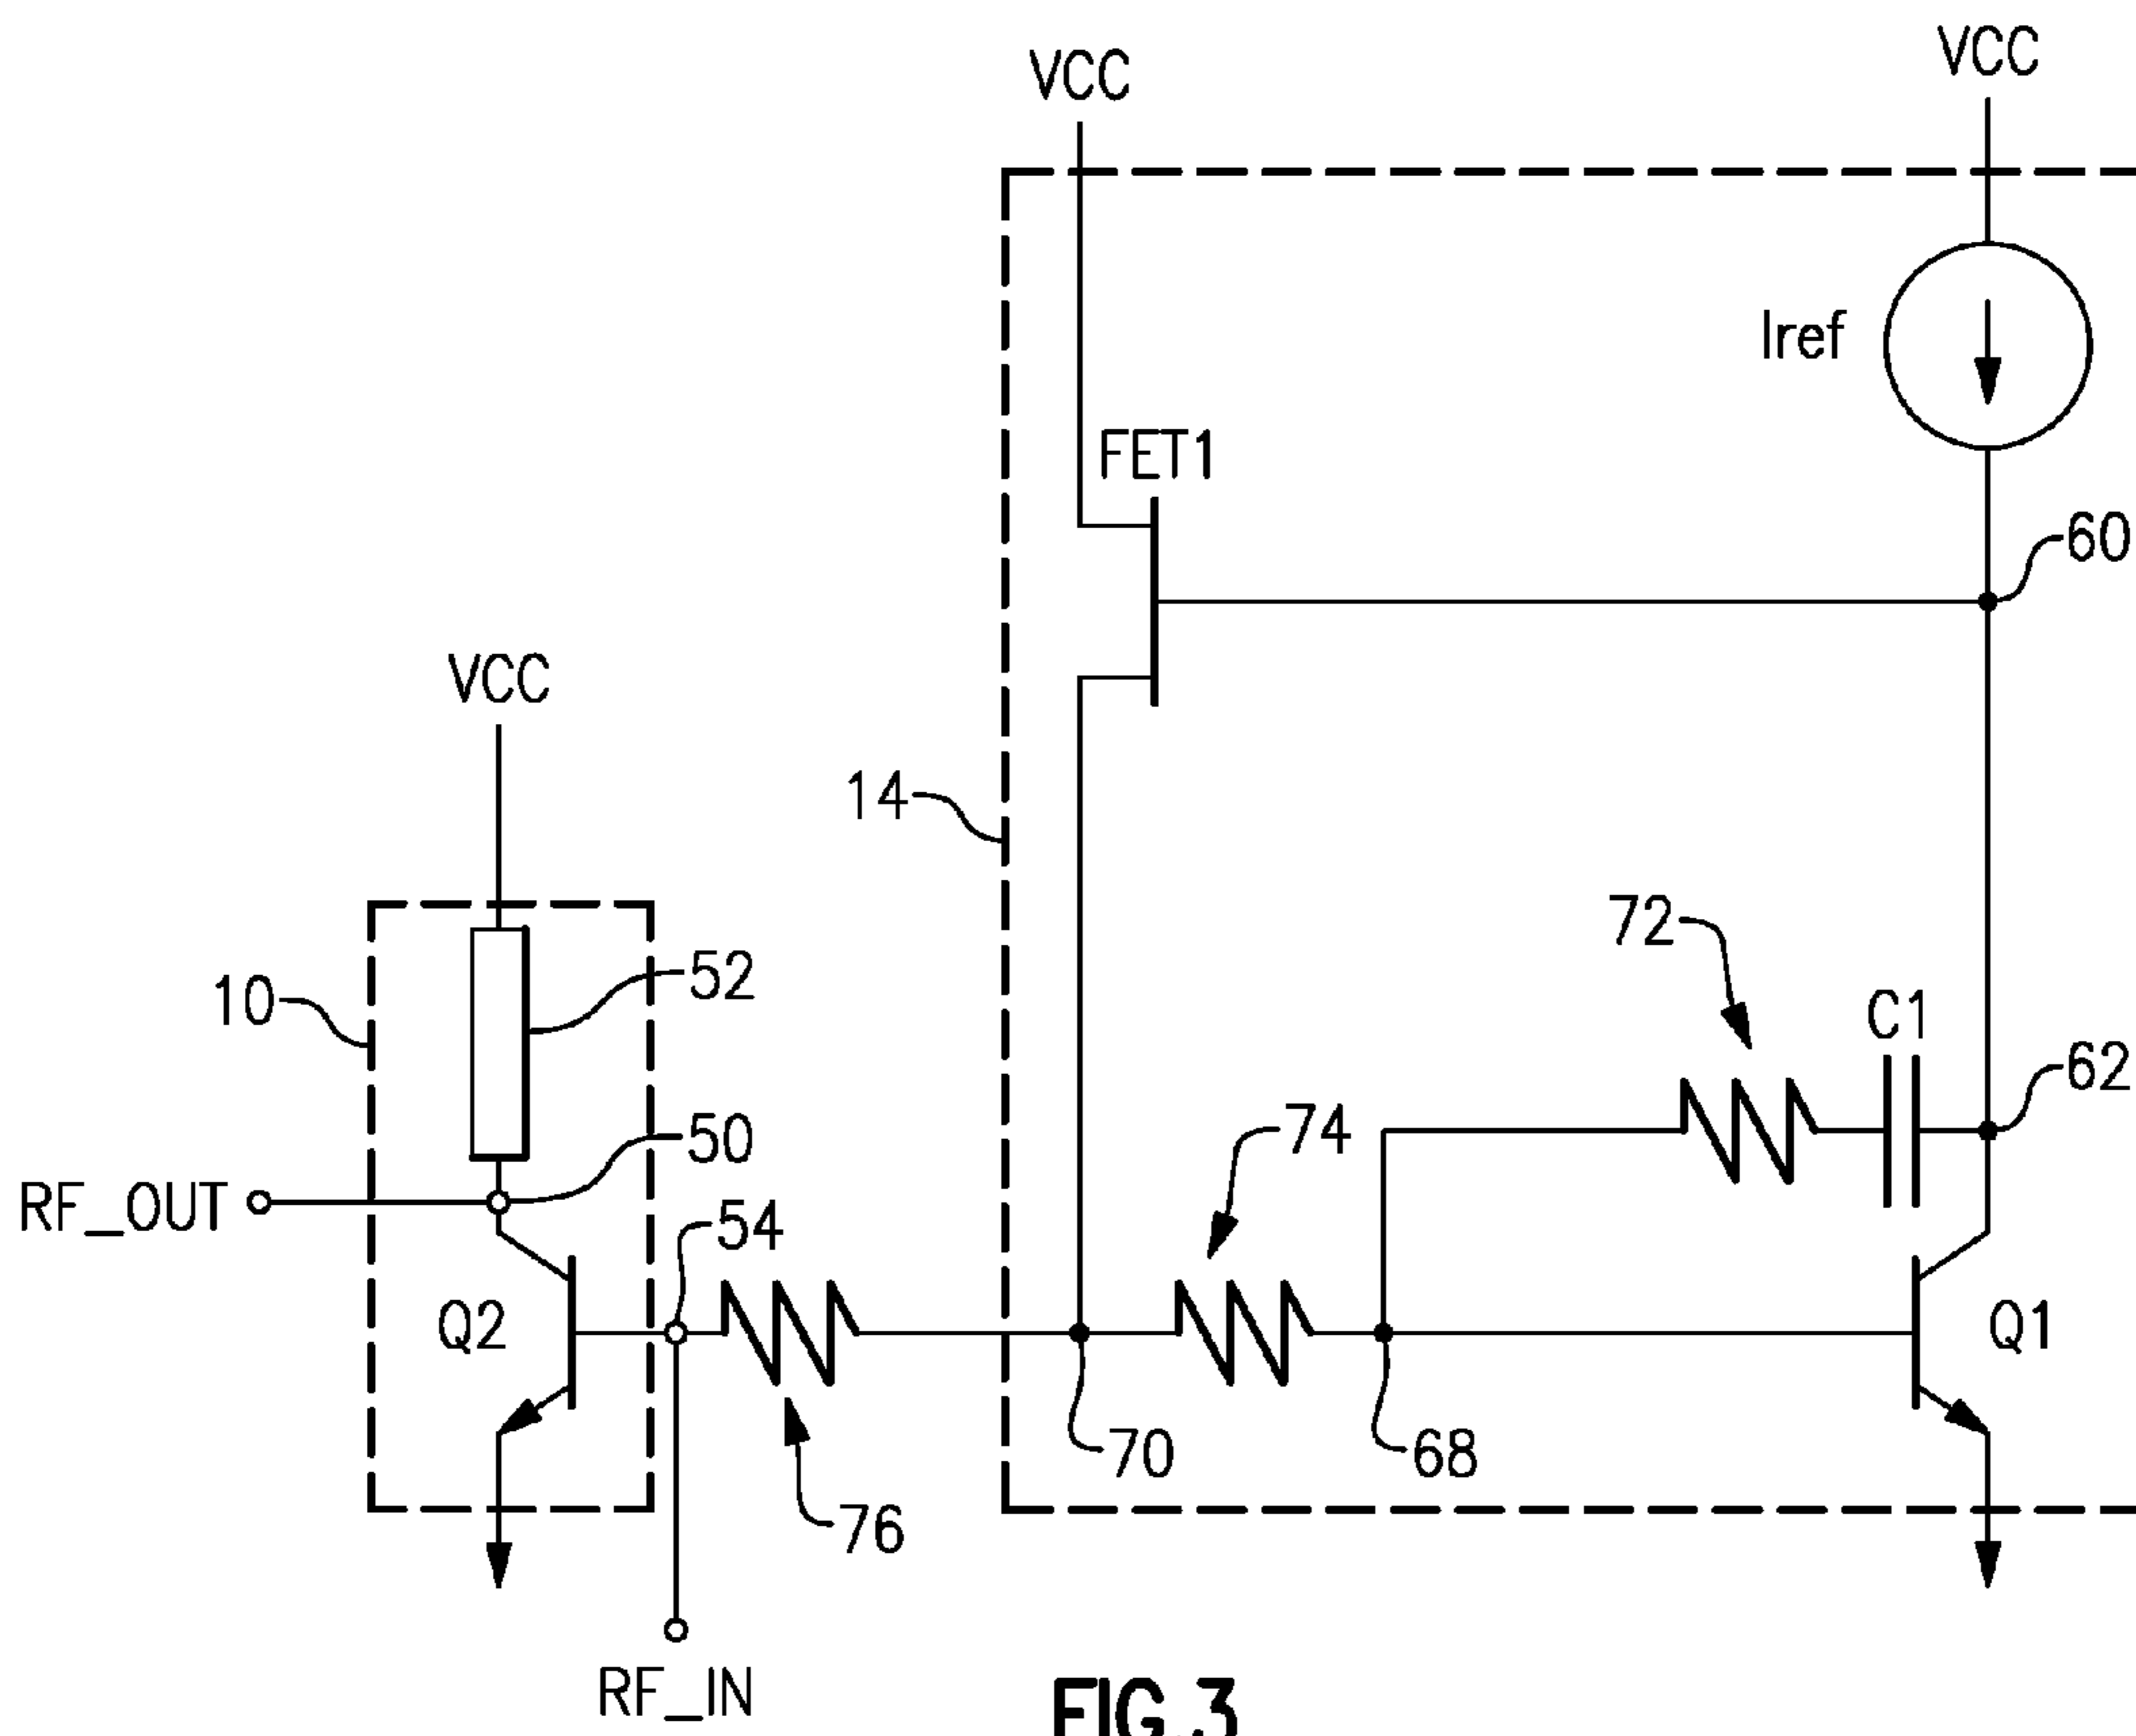 VCC
VCC
Iref
FET1
60
VCC
14
72
52
10
C1
62
74
50
RF_OUT
54
Q2
Q1
70
68
76
RF_IN
FIG.3